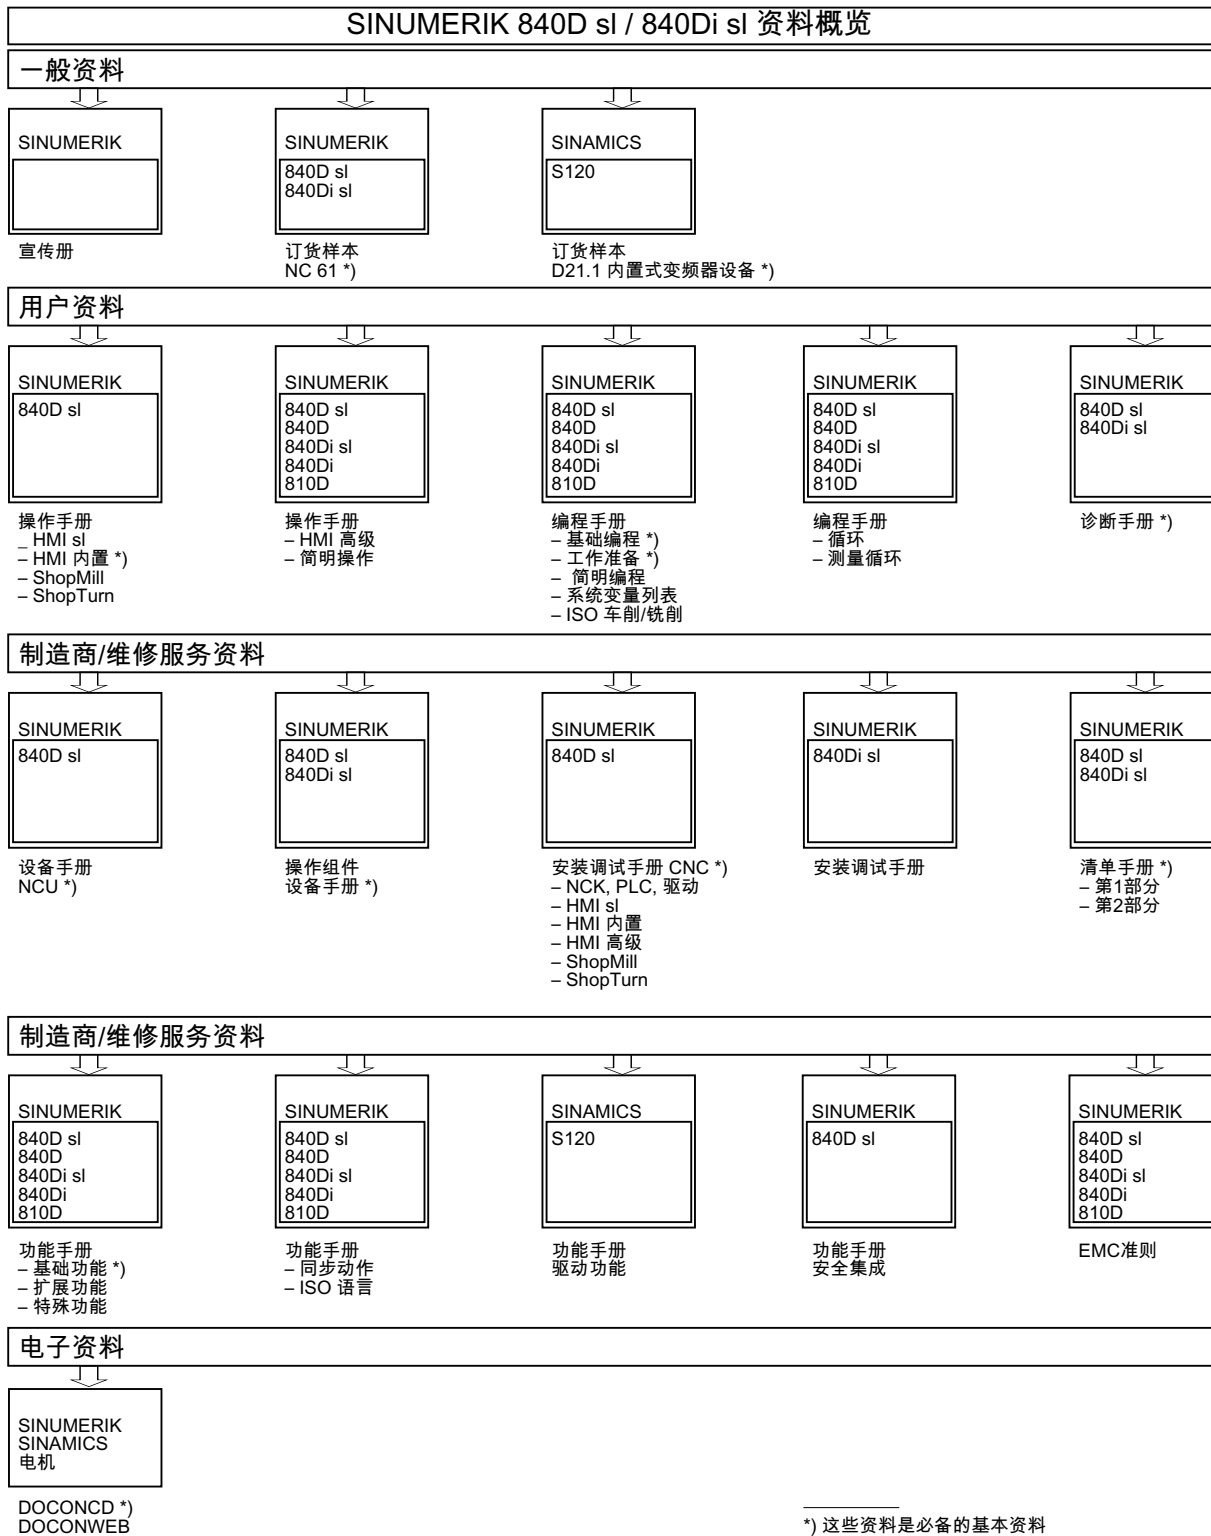 SINUMERIK 840D sl / 840Di sl 资料概览
一般资料
SINUMERIK
宣传册
SINUMERIK
840D sl
840Di sl
订货样本
NC 61 *)
SINAMICS
S120
订货样本
D21.1 内置式变频器设备 *)
用户资料
SINUMERIK
840D sl
操作手册
_ HMI sl
– HMI 内置 *)
– ShopMill
– ShopTurn
SINUMERIK
840D sl
840D
840Di sl
840Di
810D
操作手册
– HMI 高级
– 简明操作
SINUMERIK
840D sl
840D
840Di sl
840Di
810D
编程手册
– 基础编程 *)
– 工作准备 *)
– 简明编程
– 系统变量列表
– ISO 车削/铣削
SINUMERIK
840D sl
840D
840Di sl
840Di
810D
编程手册
– 循环
– 测量循环
SINUMERIK
840D sl
840Di sl
诊断手册 *)
制造商/维修服务资料
SINUMERIK
840D sl
设备手册
NCU *)
SINUMERIK
840D sl
840Di sl
操作组件
设备手册 *)
SINUMERIK
840D sl
安装调试手册 CNC *)
– NCK, PLC, 驱动
– HMI sl
– HMI 内置
– HMI 高级
– ShopMill
– ShopTurn
SINUMERIK
840Di sl
安装调试手册
SINUMERIK
840D sl
840Di sl
清单手册 *)
– 第1部分
– 第2部分
制造商/维修服务资料
SINUMERIK
840D sl
840D
840Di sl
840Di
810D
功能手册
– 基础功能 *)
– 扩展功能
– 特殊功能
SINUMERIK
840D sl
840D
840Di sl
840Di
810D
功能手册
– 同步动作
– ISO 语言
SINAMICS
S120
功能手册
驱动功能
SINUMERIK
840D sl
功能手册
安全集成
SINUMERIK
840D sl
840D
840Di sl
840Di
810D
EMC准则
电子资料
SINUMERIK
SINAMICS
电机
DOCONCD *)
DOCONWEB
*) 这些资料是必备的基本资料